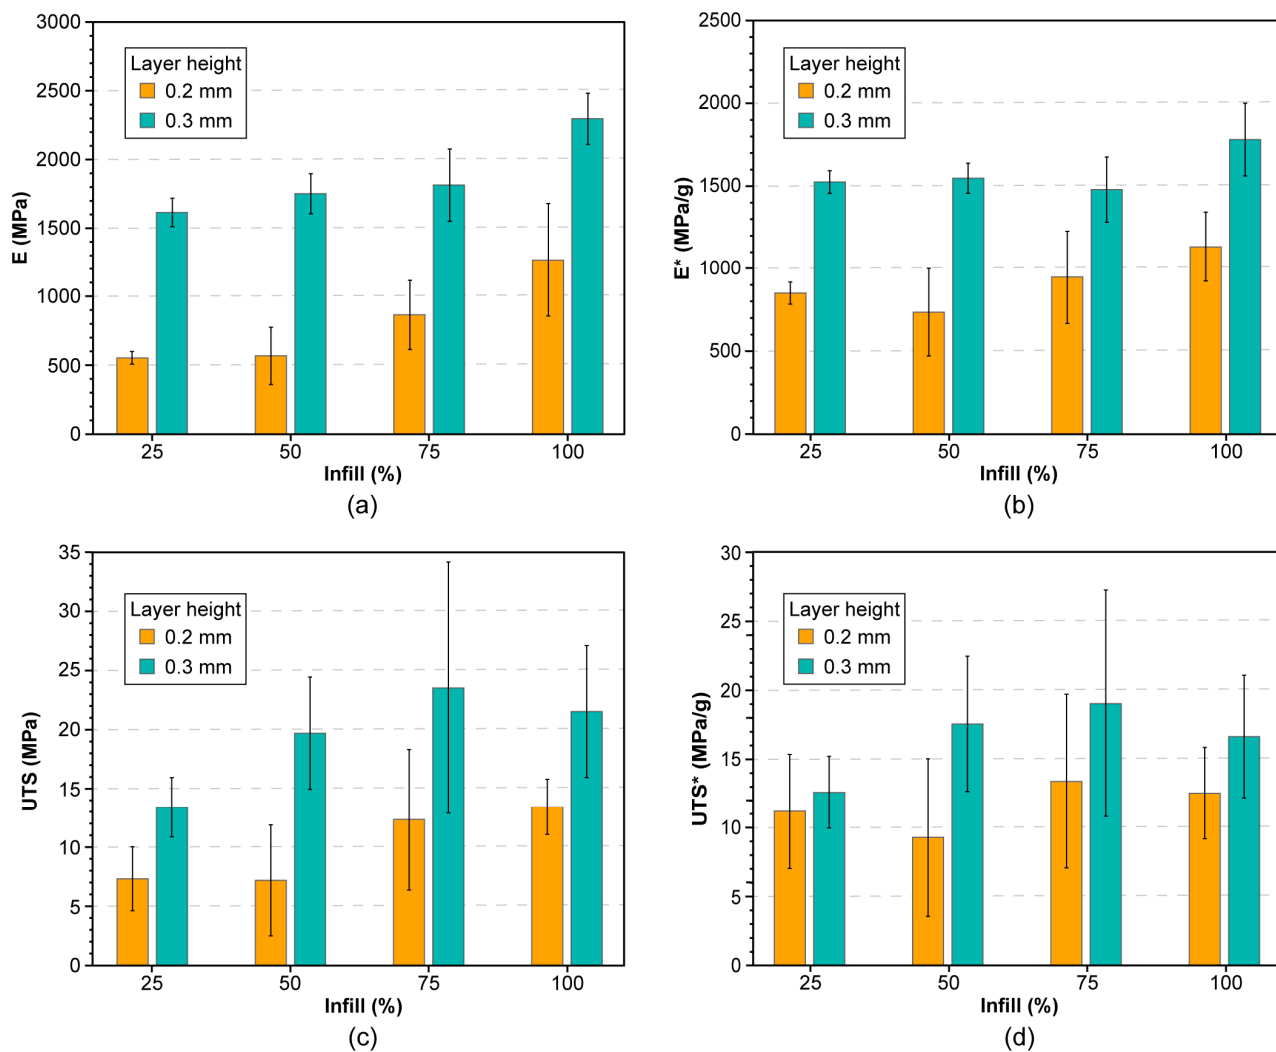 E (MPa)
3000
2500
2000
1500
1000
500
0
Layer height
0.2 mm
0.3 mm
25 50 75 100
Infill (%)
(a)
E* (MPa/g)
2500
2000
1500
1000
500
0
Layer height
0.2 mm
0.3 mm
25 50 75 100
Infill (%)
(b)
UTS (MPa)
35
30
25
20
15
10
5
0
Layer height
0.2 mm
0.3 mm
25 50 75 100
Infill (%)
(c)
UTS* (MPa/g)
30
25
20
15
10
5
0
Layer height
0.2 mm
0.3 mm
25 50 75 100
Infill (%)
(d)